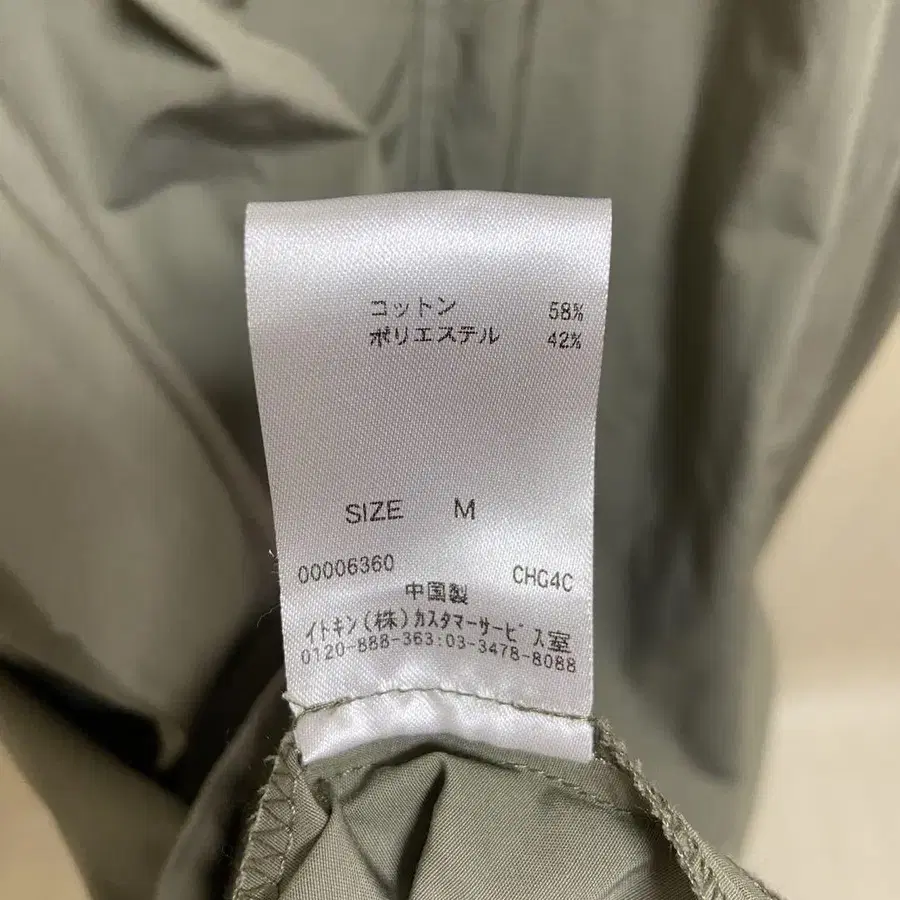 コットン 58%
ポリエステル 42%
SIZE M
00006360 CHG4C
中国製
イトキン(株)カスタマーサービス室
0120-888-363:03-3478-8088